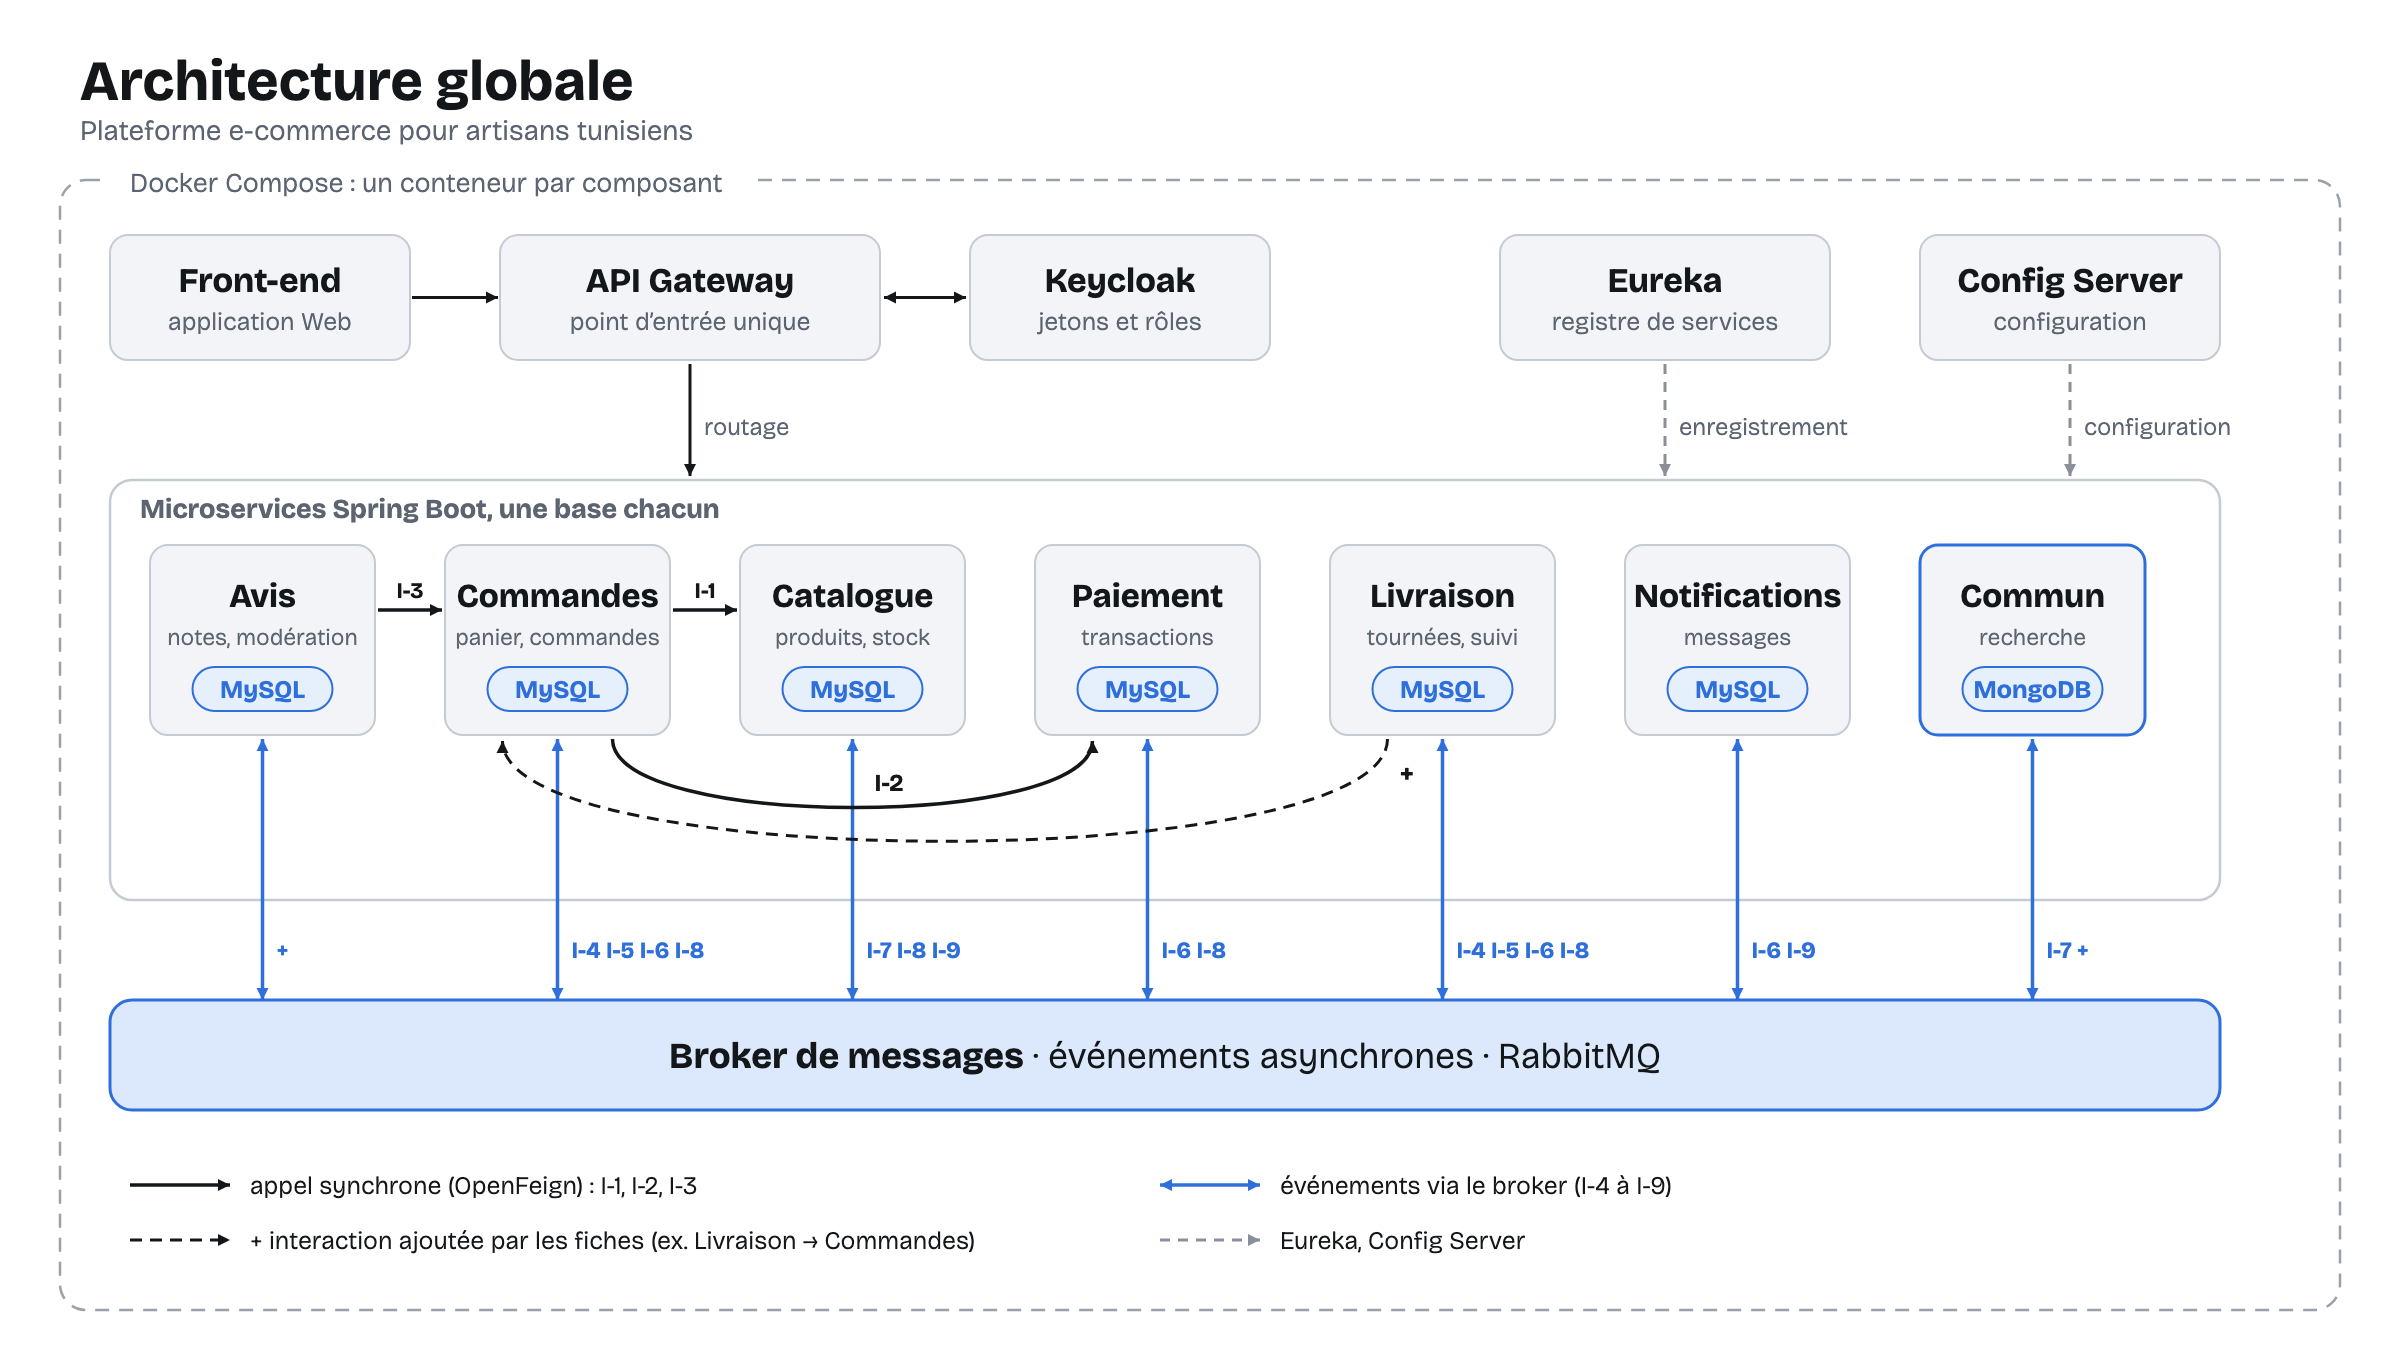 Architecture globale
Plateforme e-commerce pour artisans tunisiens
Docker Compose : un conteneur par composant
Front-end
application Web
API Gateway
point d’entrée unique
Keycloak
jetons et rôles
Eureka
registre de services
Config Server
configuration
routage
enregistrement
configuration
Microservices Spring Boot, une base chacun
Avis
notes, modération
MySQL
I-3
Commandes
panier, commandes
MySQL
I-1
Catalogue
produits, stock
MySQL
Paiement
transactions
MySQL
Livraison
tournées, suivi
MySQL
Notifications
messages
MySQL
Commun
recherche
MongoDB
I-2
+
+
I-4 I-5 I-6 I-8
I-7 I-8 I-9
I-6 I-8
I-4 I-5 I-6 I-8
I-6 I-9
I-7 +
Broker de messages · événements asynchrones · RabbitMQ
appel synchrone (OpenFeign) : I-1, I-2, I-3
événements via le broker (I-4 à I-9)
+ interaction ajoutée par les fiches (ex. Livraison → Commandes)
Eureka, Config Server